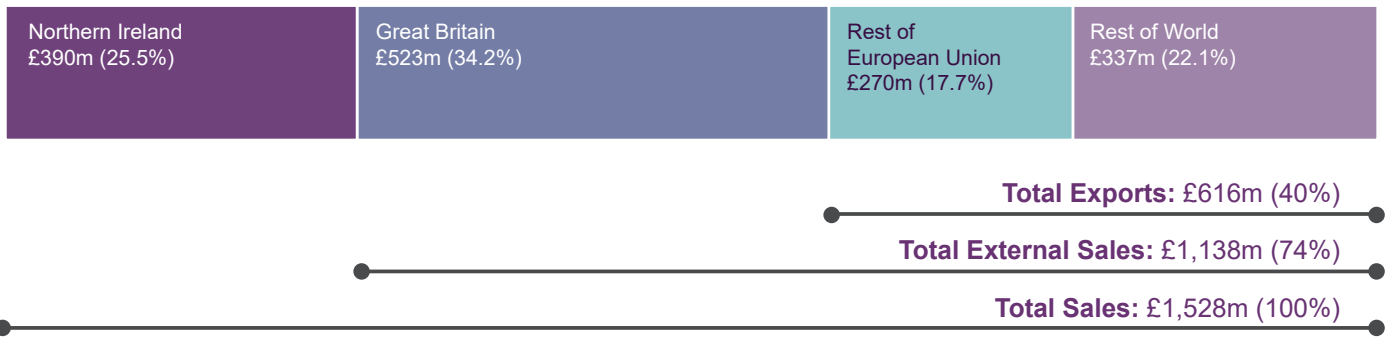 Northern Ireland
£390m (25.5%)
Great Britain
£523m (34.2%)
Rest of
European Union
£270m (17.7%)
Rest of World
£337m (22.1%)
Total Exports: £616m (40%)
Total External Sales: £1,138m (74%)
Total Sales: £1,528m (100%)